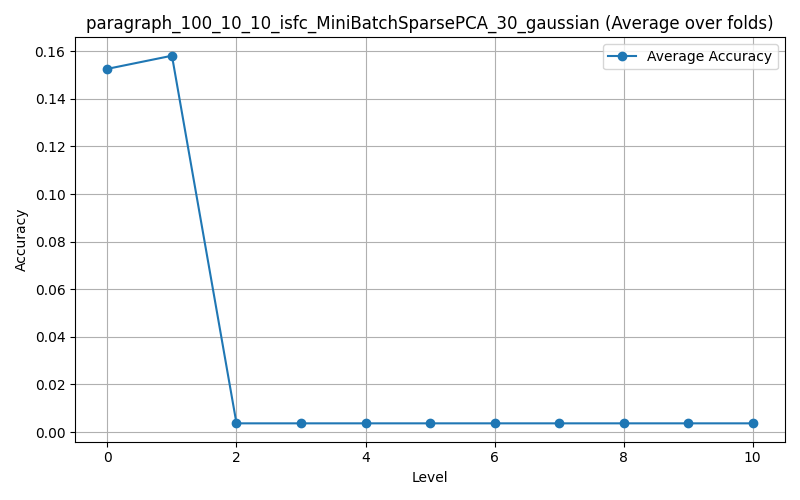 paragraph_100_10_10_isfc_MiniBatchSparsePCA_30_gaussian (Average over folds)
Average Accuracy
0.16
0.14
0.12
0.10
0.08
0.06
0.04
0.02
0.00
Accuracy
0 2 4 6 8 10
Level